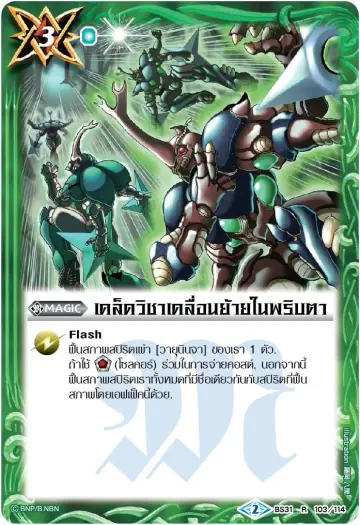 3
MAGIC เคล็ดวิชาเคลื่อนย้ายในพริบตา
Flash
ฟื้นสภาพสปิริตเผ่า [วายุนินจา] ของเรา 1 ตัว.
ถ้าใช้ (โซลคอร์) ร่วมในการจ่ายคอสต์, นอกจากนี้
ฟื้นสภาพสปิริตเราทั้งหมดที่มีชื่อเดียวกันกับสปิริตที่ฟื้น
สภาพโดยเอฟเฟ็คนี้ด้วย.
Illustration
©BNP/B.NBN
2 BS31 R 103/114